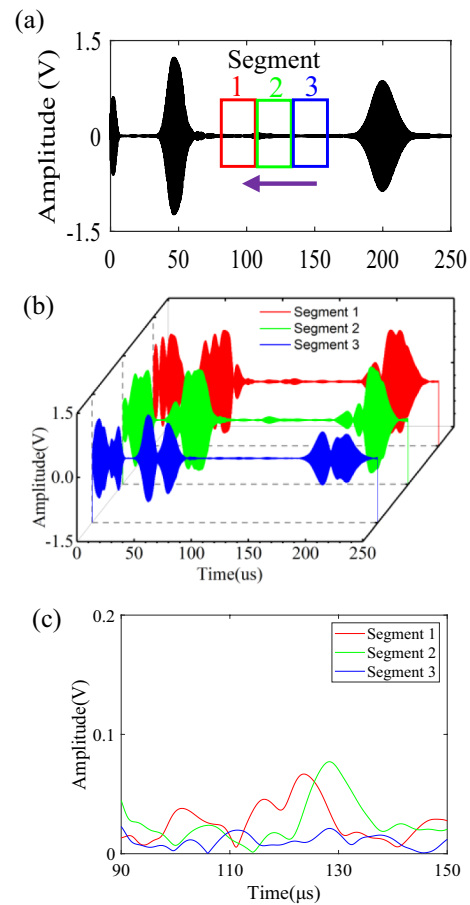 (a)
1.5
0
-1.5
Amplitude (V)
Segment
1 2 3
0 50 100 150 200 250
(b)
Segment 1
Segment 2
Segment 3
1.5
0.0
-1.5
Amplitude(V)
0 50 100 150 200 250
Time(us)
(c)
0.2
0.1
0
Amplitude(V)
Segment 1
Segment 2
Segment 3
90 110 130 150
Time(μs)